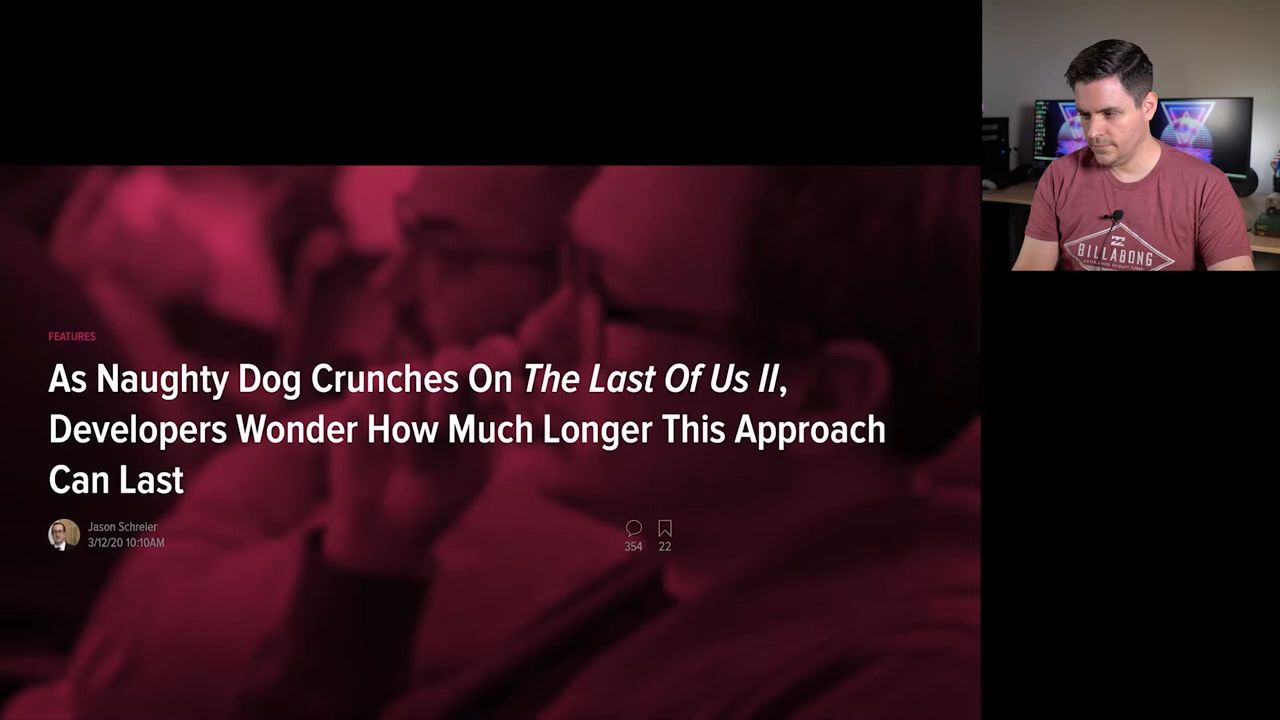 FEATURES
As Naughty Dog Crunches On The Last Of Us II,
Developers Wonder How Much Longer This Approach
Can Last
Jason Schreier
3/12/20 10:10AM
354
22
BILLABONG